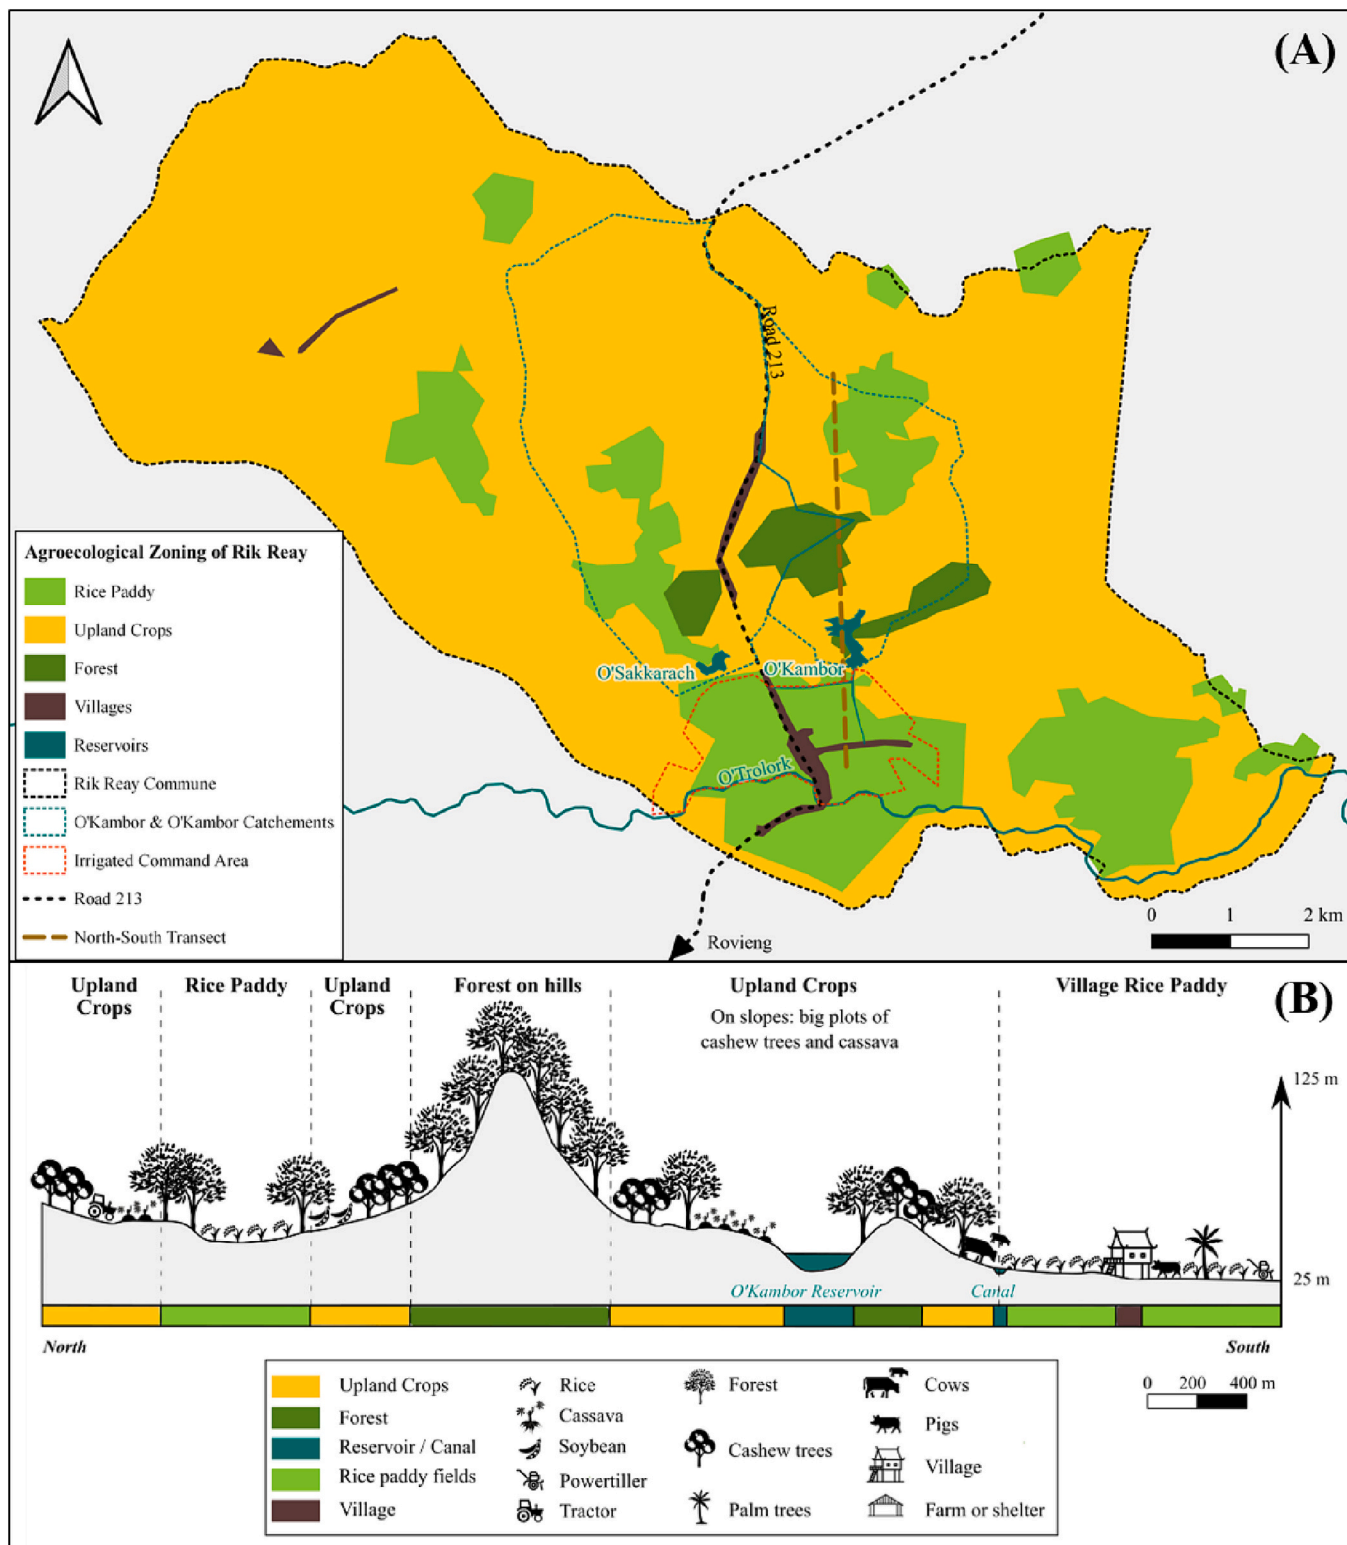 (A)
Road 213
O'Sakkarach
O'Kambor
O'Trolork
Rovieng
0 1 2 km
Agroecological Zoning of Rik Reay
Rice Paddy
Upland Crops
Forest
Villages
Reservoirs
Rik Reay Commune
O'Kambor & O'Kambor Catchements
Irrigated Command Area
Road 213
North-South Transect
(B)
Upland
Crops
Rice Paddy
Upland
Crops
Forest on hills
Upland Crops
On slopes: big plots of
cashew trees and cassava
Village Rice Paddy
125 m
25 m
O'Kambor Reservoir
Canal
North
South
Upland Crops
Forest
Reservoir / Canal
Rice paddy fields
Village
Rice
Cassava
Soybean
Powertiller
Tractor
Forest
Cashew trees
Palm trees
Cows
Pigs
Village
Farm or shelter
0 200 400 m